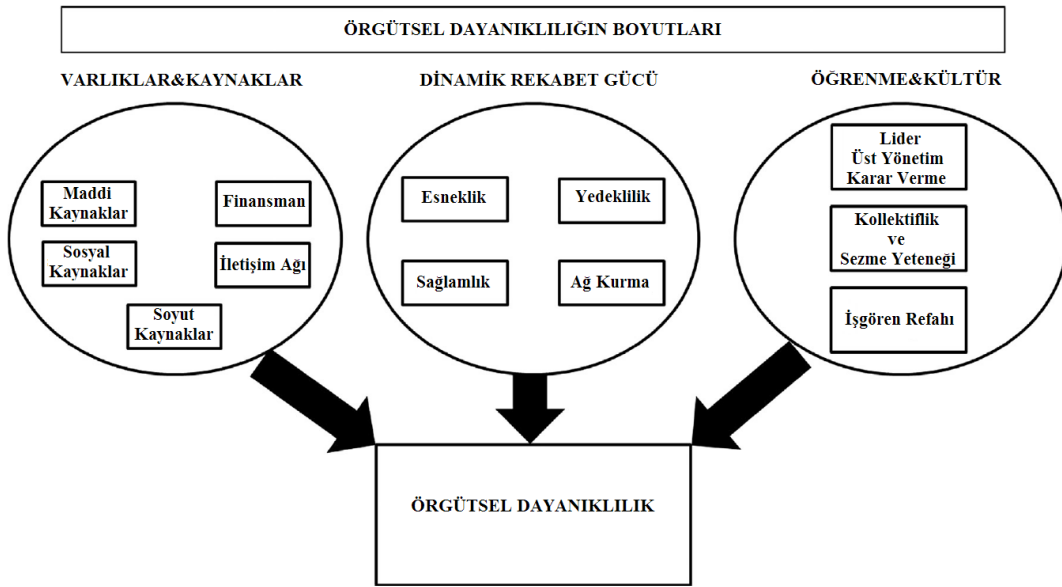 ÖRGÜTSEL DAYANIKLILIĞIN BOYUTLARI
VARLIKLAR&KAYNAKLAR
Maddi
Kaynaklar
Finansman
Sosyal
Kaynaklar
İletişim Ağı
Soyut
Kaynaklar
DİNAMİK REKABET GÜCÜ
Esneklik
Yedeklilik
Sağlamlık
Ağ Kurma
ÖĞRENME&KÜLTÜR
Lider
Üst Yönetim
Karar Verme
Kollektiflik
ve
Sezme Yeteneği
İşgören Refahı
ÖRGÜTSEL DAYANIKLILIK